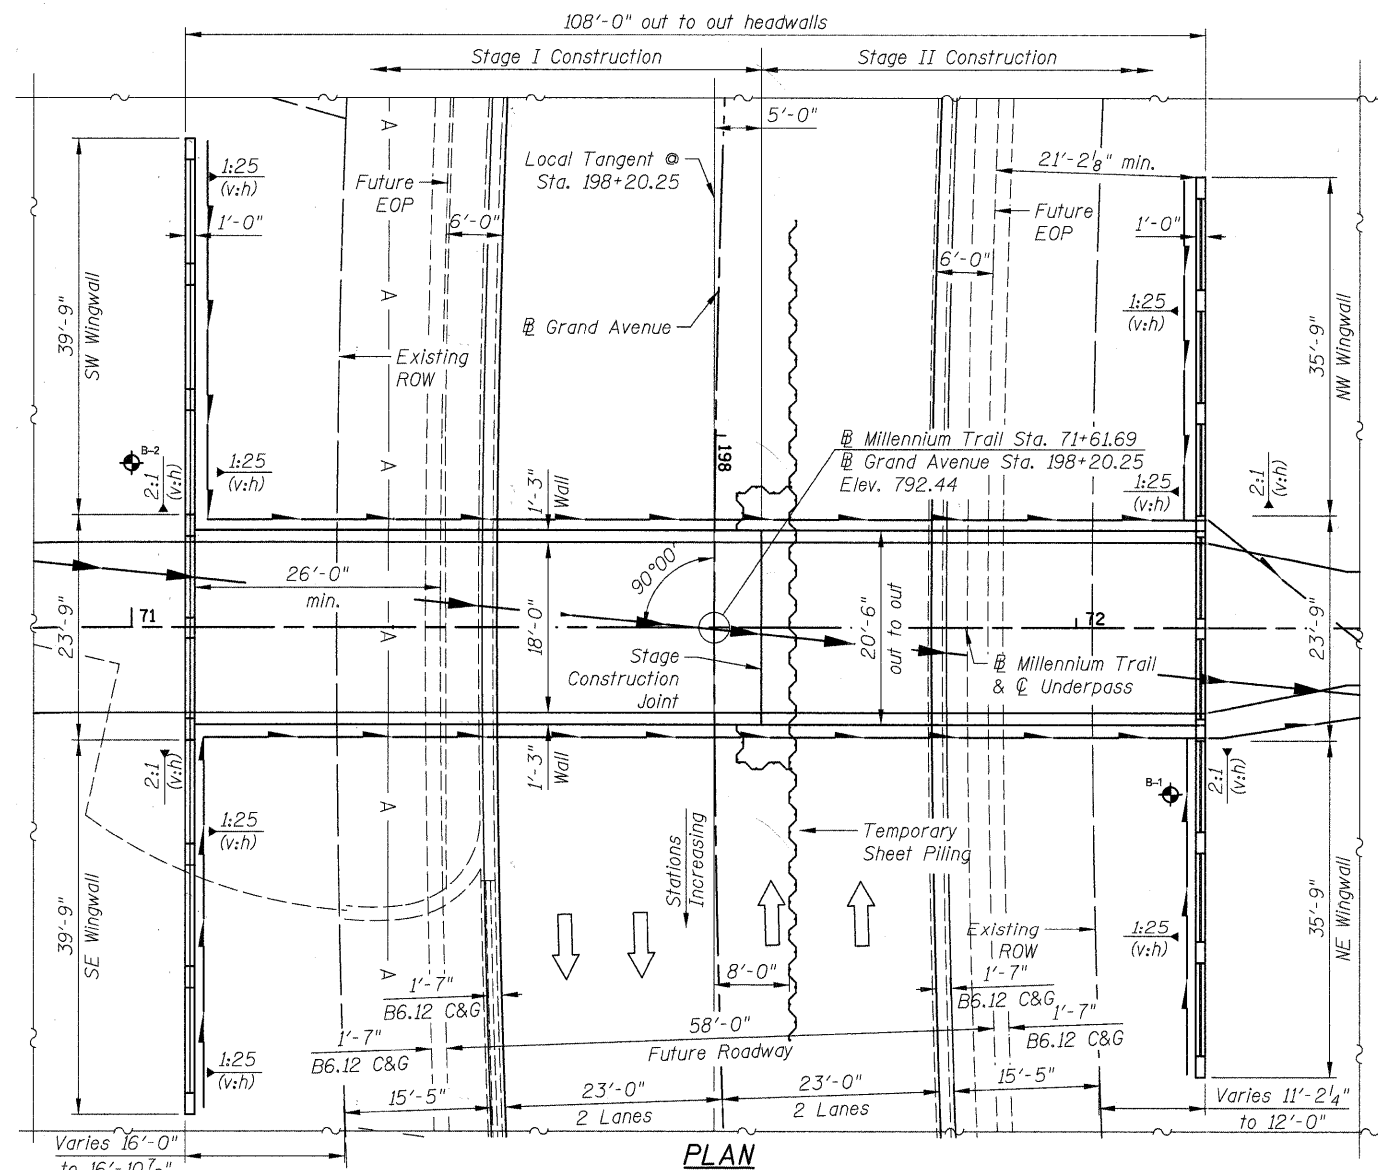 108'-0" out to out headwalls
Stage I Construction
Stage II Construction
5'-0"
Local Tangent @
Sta. 198+20.25
21'-2⅛" min.
1:25
(v:h)
Future
EOP
1'-0"
6'-0"
Future
EOP
1'-0"
6'-0"
39'-9"
SW Wingwall
1:25
(v:h)
35'-9"
NW Wingwall
℄ Grand Avenue
Existing
ROW
A
A
A
A
A
A
A
198
℄ Millennium Trail Sta. 71+61.69
℄ Grand Avenue Sta. 198+20.25
Elev. 792.44
B-2
2:1
(v:h)
1:25
(v:h)
1'-3"
Wall
1:25
(v:h)
2:1
(v:h)
90°00'
26'-0"
min.
71
72
23'-9"
18'-0"
20'-6"
out to out
23'-9"
Stage
Construction
Joint
℄ Millennium Trail
& ℄ Underpass
2:1
(v:h)
1'-3"
Wall
2:1
(v:h)
B-1
1:25
(v:h)
Stations
Increasing
Temporary
Sheet Piling
39'-9"
SE Wingwall
35'-9"
NE Wingwall
Existing
ROW
1:25
(v:h)
8'-0"
1'-7"
B6.12 C&G
1'-7"
B6.12 C&G
58'-0"
Future Roadway
1'-7"
B6.12 C&G
1'-7"
B6.12 C&G
1:25
(v:h)
15'-5"
23'-0"
2 Lanes
23'-0"
2 Lanes
15'-5"
Varies 11'-2¼"
to 12'-0"
Varies 16'-0"
to 16'-10⅞"
PLAN